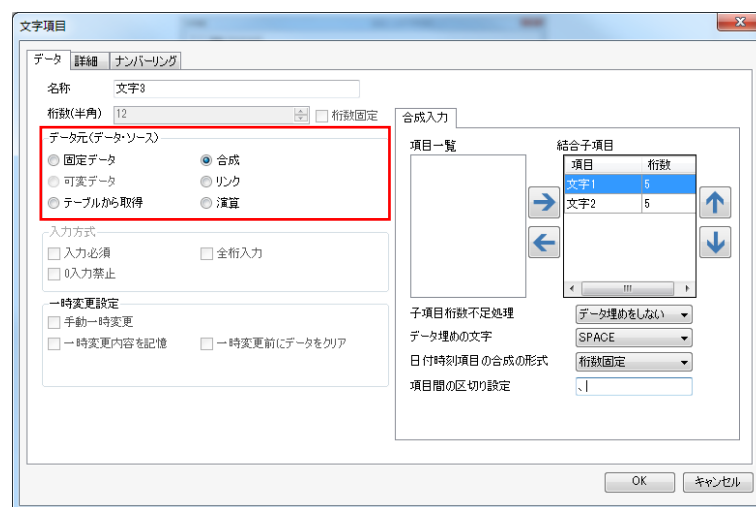 文字項目
データ 詳細 ナンバーリング
名称 文字3
桁数(半角) 12 桁数固定
データ元(データ・ソース)
固定データ 合成
可変データ リンク
テーブルから取得 演算
入力方式
入力必須 全桁入力
0入力禁止
一時変更設定
手動一時変更
一時変更内容を記憶 一時変更前にデータをクリア
合成入力
項目一覧 結合子項目
項目 桁数
文字1 5
文字2 5
子項目桁数不足処理 データ埋めをしない
データ埋めの文字 SPACE
日付時刻項目の合成の形式 桁数固定
項目間の区切り設定 、
OK キャンセル